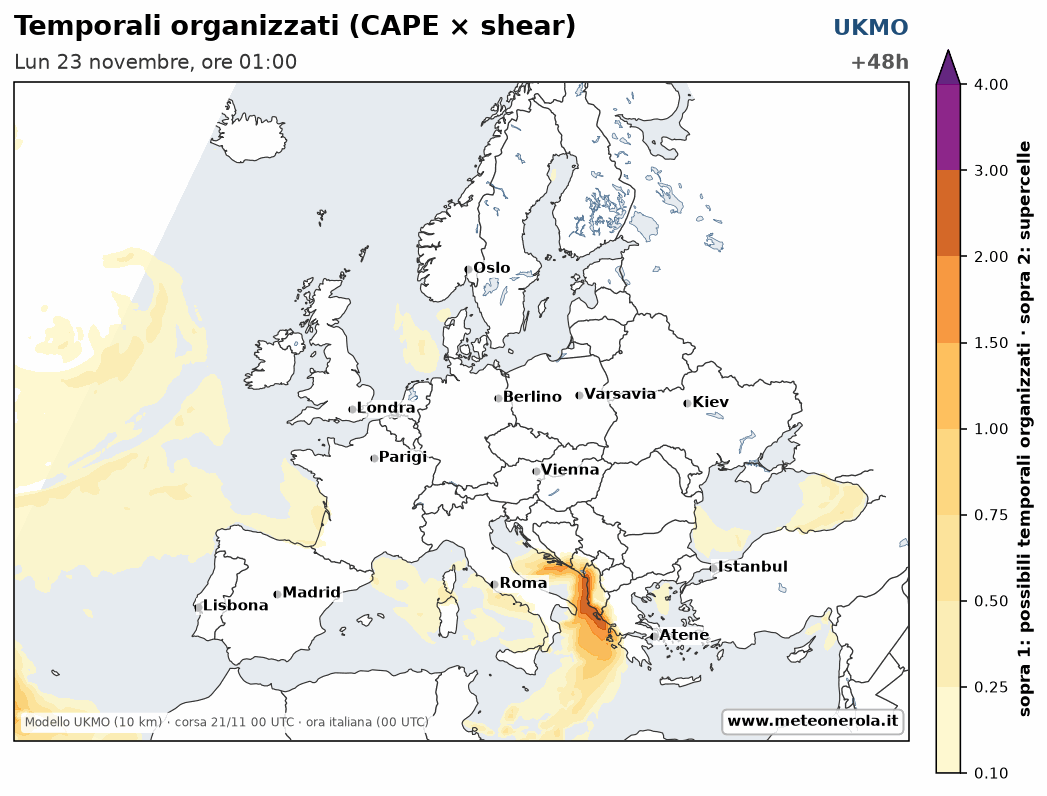 Temporali organizzati (CAPE × shear)
UKMO
Lun 23 novembre, ore 01:00
+48h
4.00
3.00
2.00
1.50
1.00
0.75
0.50
0.25
0.10
sopra 1: possibili temporali organizzati · sopra 2: supercelle
Oslo
Berlino
Varsavia
Kiev
Londra
Parigi
Vienna
Istanbul
Roma
Madrid
Lisbona
Atene
Modello UKMO (10 km) · corsa 21/11 00 UTC · ora italiana (00 UTC)
www.meteonerola.it